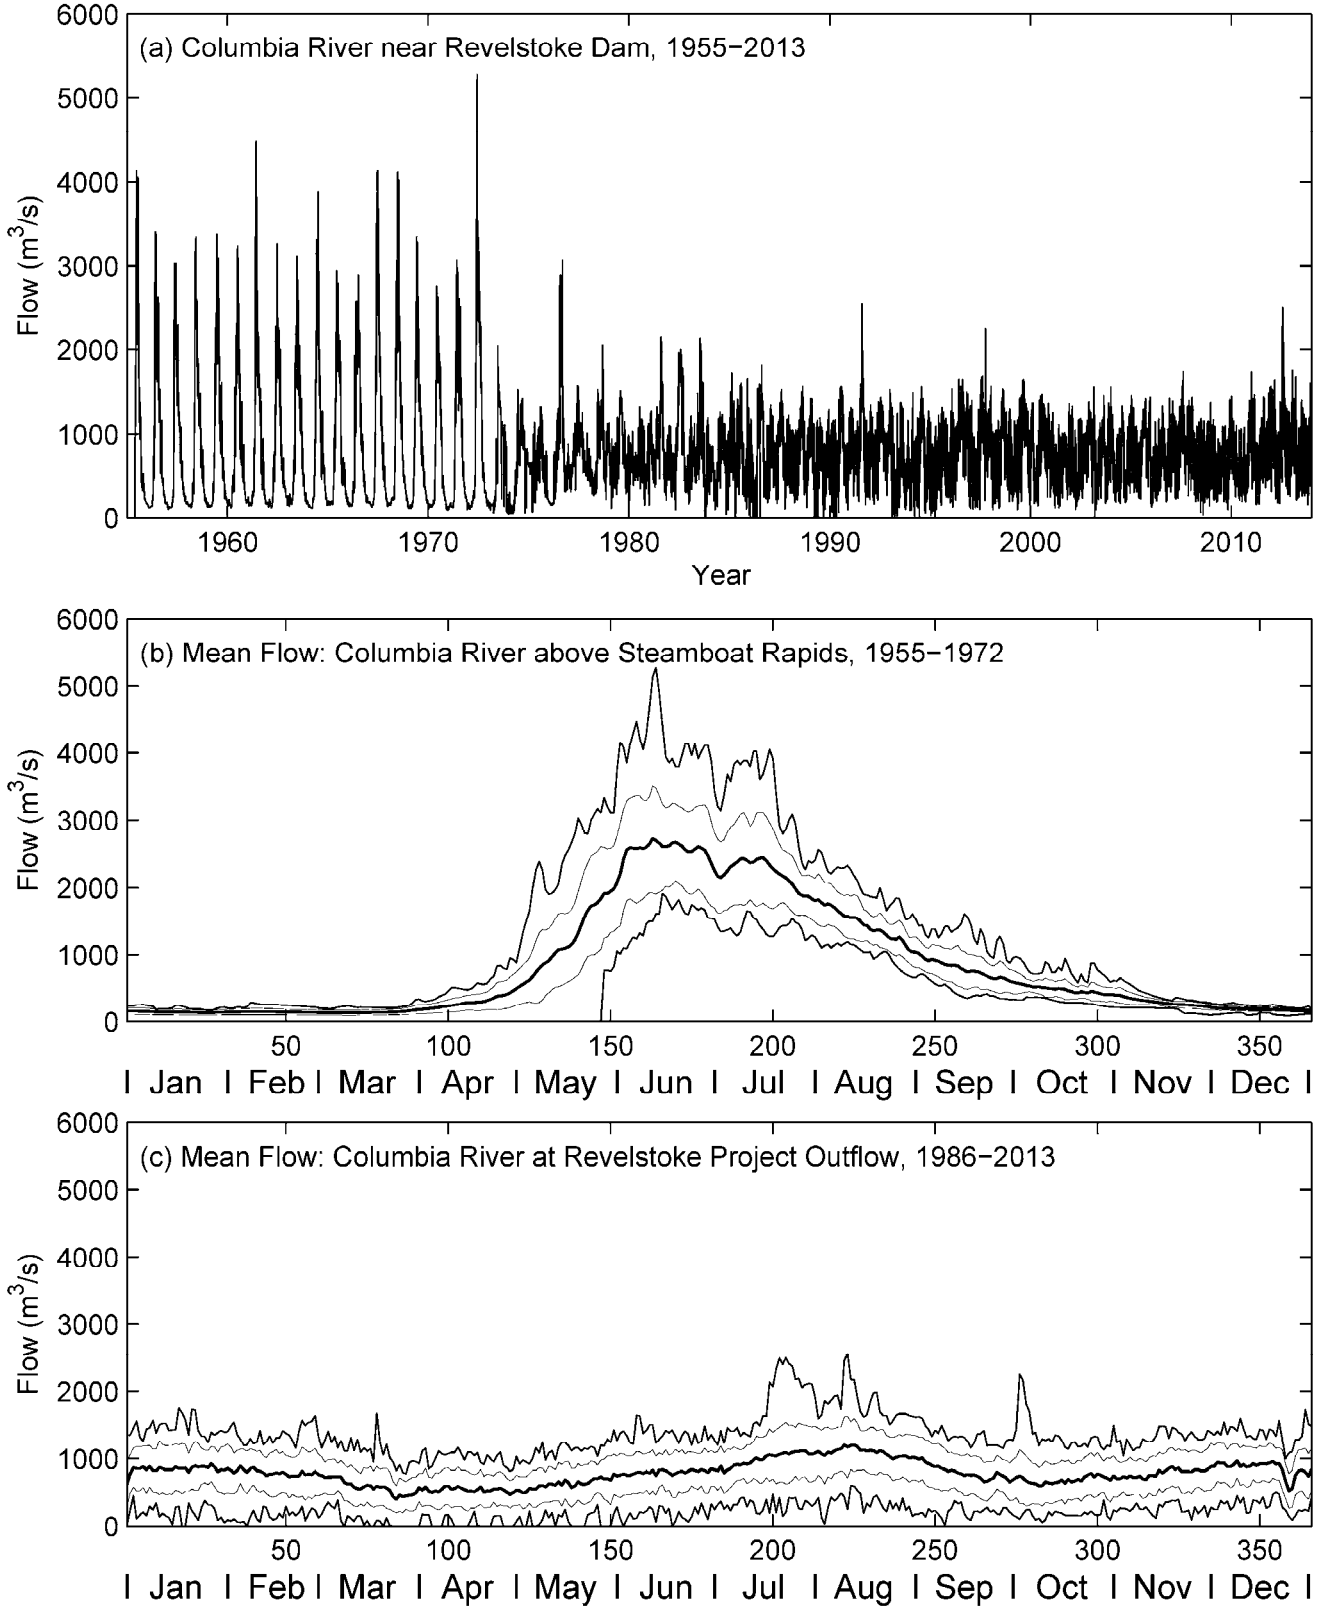 6000
(a) Columbia River near Revelstoke Dam, 1955−2013
5000
4000
3000
2000
1000
0
Flow (m³/s)
1960 1970 1980 1990 2000 2010
Year
6000
(b) Mean Flow: Columbia River above Steamboat Rapids, 1955−1972
5000
4000
3000
2000
1000
0
Flow (m³/s)
50 100 150 200 250 300 350
I Jan I Feb I Mar I Apr I May I Jun I Jul I Aug I Sep I Oct I Nov I Dec I
6000
(c) Mean Flow: Columbia River at Revelstoke Project Outflow, 1986−2013
5000
4000
3000
2000
1000
0
Flow (m³/s)
50 100 150 200 250 300 350
I Jan I Feb I Mar I Apr I May I Jun I Jul I Aug I Sep I Oct I Nov I Dec I